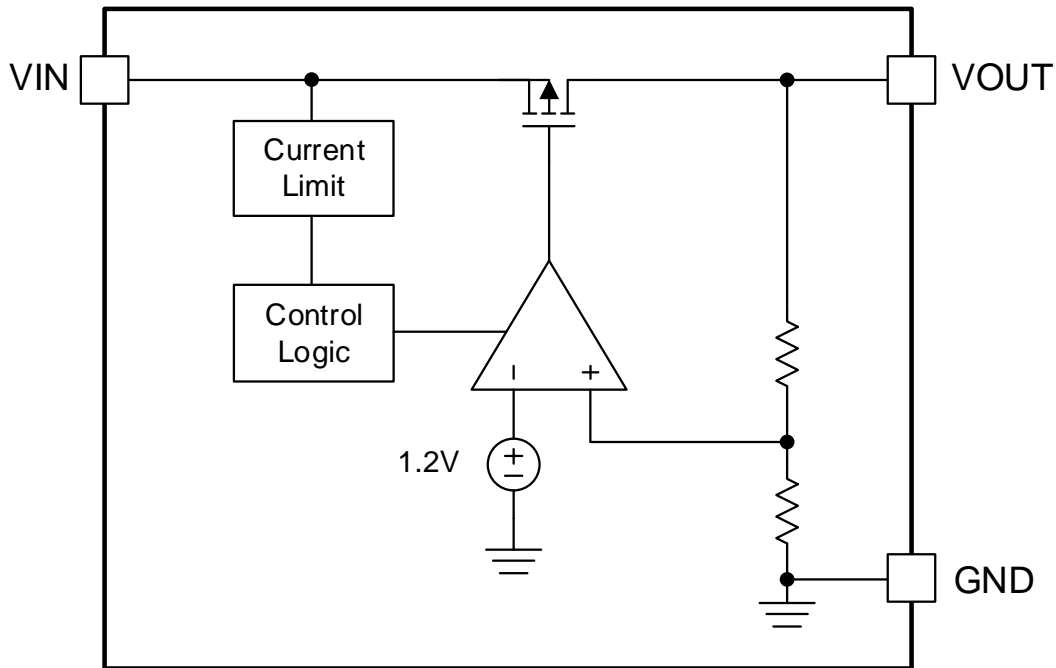 VIN
VOUT
Current
Limit
Control
Logic
- +
1.2V
+
-
GND